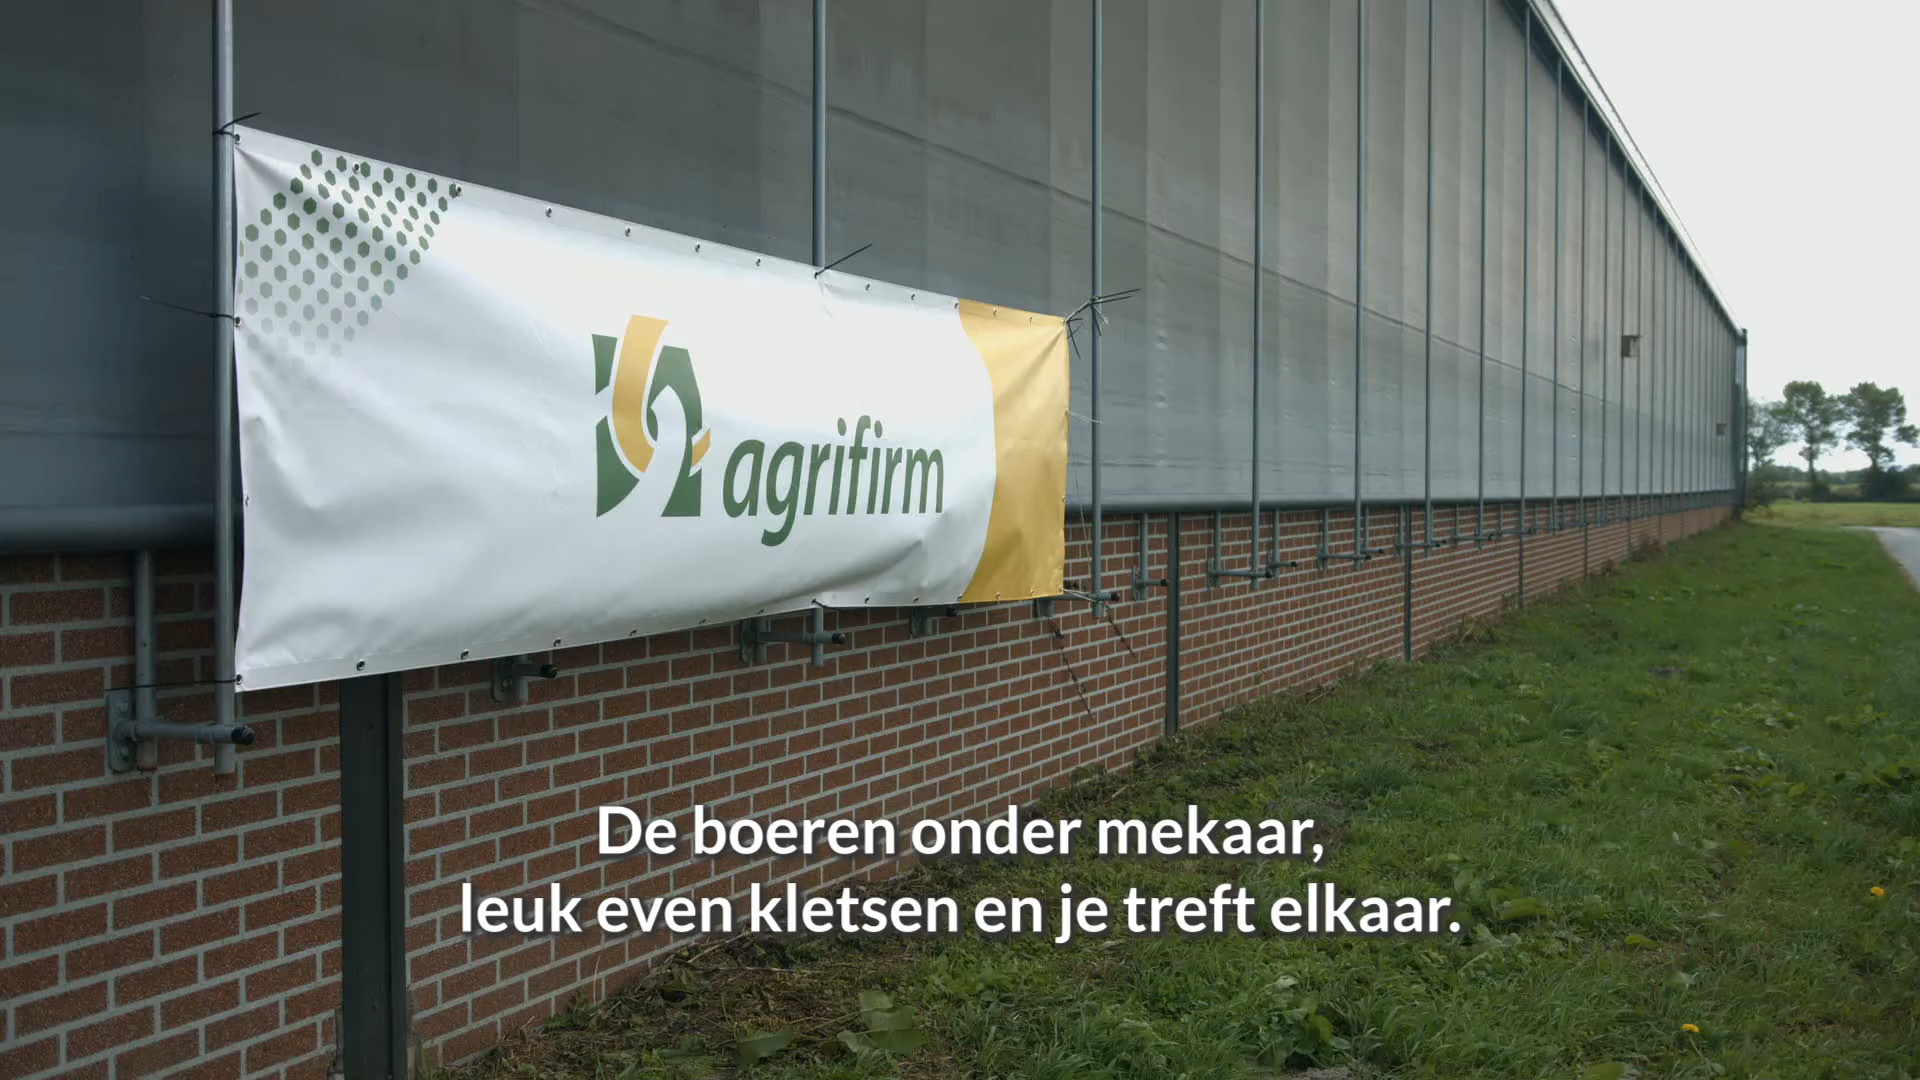 agrifirm
De boeren onder mekaar,
leuk even kletsen en je treft elkaar.